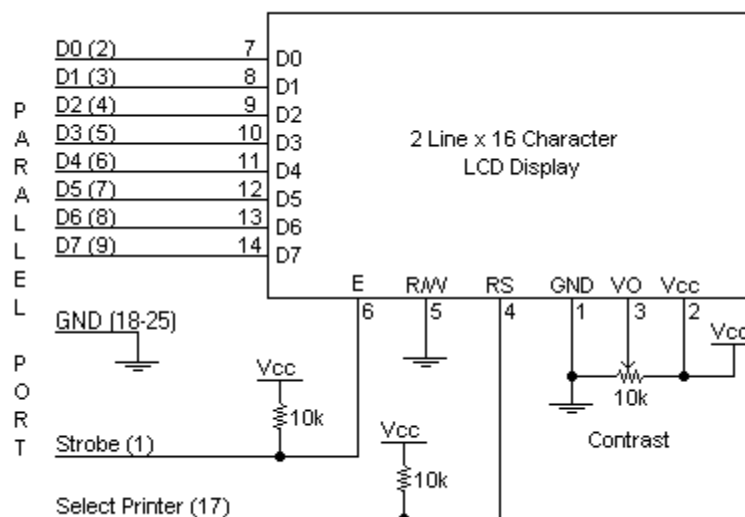 PARALLEL PORT
D0 (2) 7 D0
D1 (3) 8 D1
D2 (4) 9 D2
D3 (5) 10 D3
D4 (6) 11 D4
D5 (7) 12 D5
D6 (8) 13 D6
D7 (9) 14 D7
2 Line x 16 Character
LCD Display
E R/W RS GND VO Vcc
6 5 4 1 3 2
GND (18-25)
Vcc
Vcc
10k
10k
Contrast
Strobe (1)
Vcc
10k
Select Printer (17)